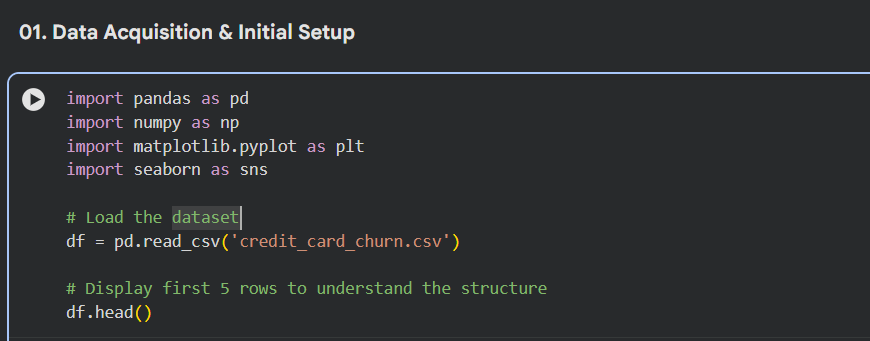 01. Data Acquisition & Initial Setup
import pandas as pd
import numpy as np
import matplotlib.pyplot as plt
import seaborn as sns
# Load the dataset
df = pd.read_csv('credit_card_churn.csv')
# Display first 5 rows to understand the structure
df.head()